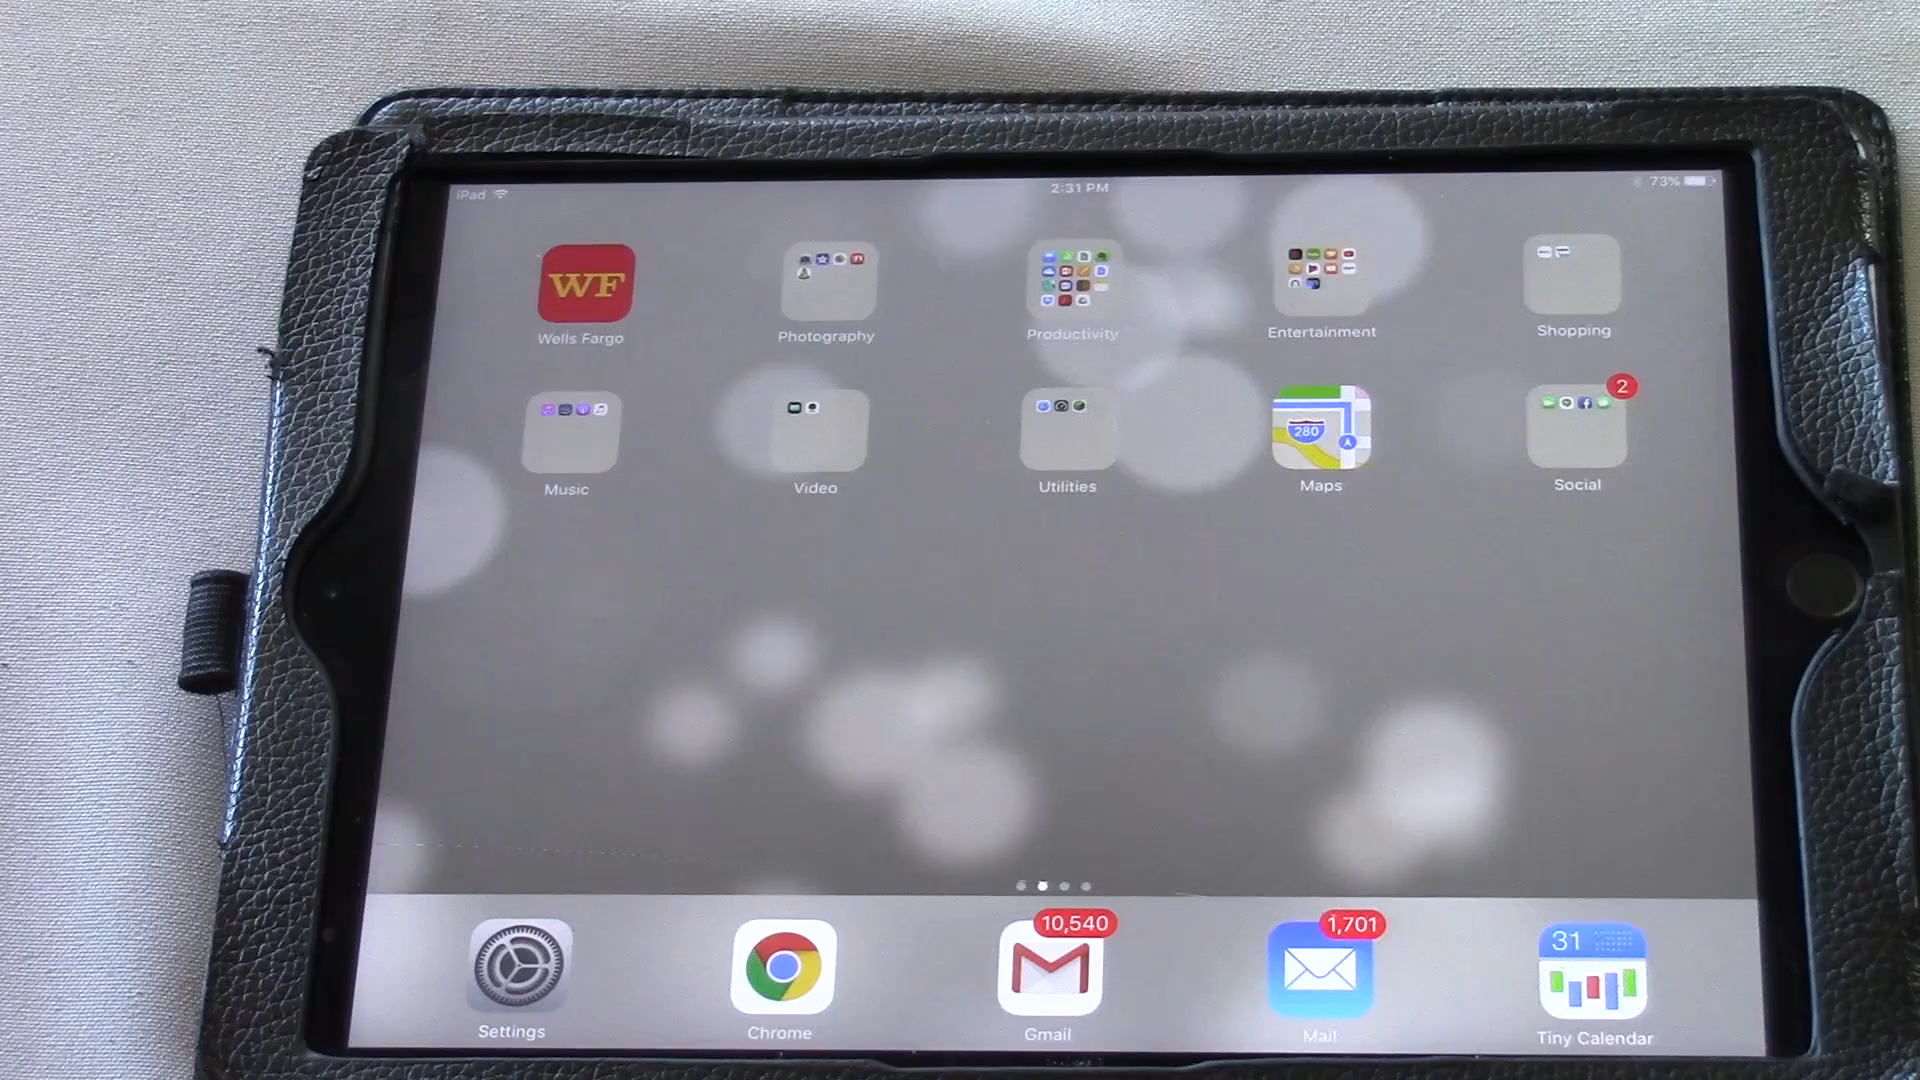 iPad 2:31 PM 73%
WF
Wells Fargo Photography Productivity Entertainment Shopping
280 2
Music Video Utilities Maps Social
10,540 1,701 31
Settings Chrome Gmail Mail Tiny Calendar